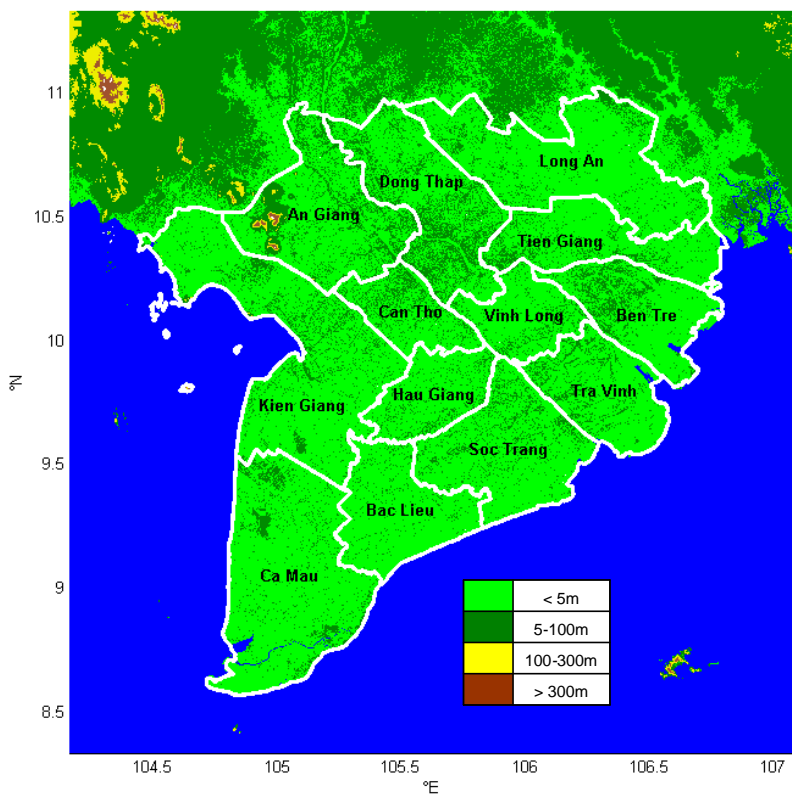 11
10.5
10
9.5
9
8.5
°N
Long An
Dong Thap
An Giang
Tien Giang
Can Tho
Vinh Long
Ben Tre
Hau Giang
Tra Vinh
Kien Giang
Soc Trang
Bac Lieu
Ca Mau
< 5m
5-100m
100-300m
> 300m
104.5 105 105.5 106 106.5 107
°E